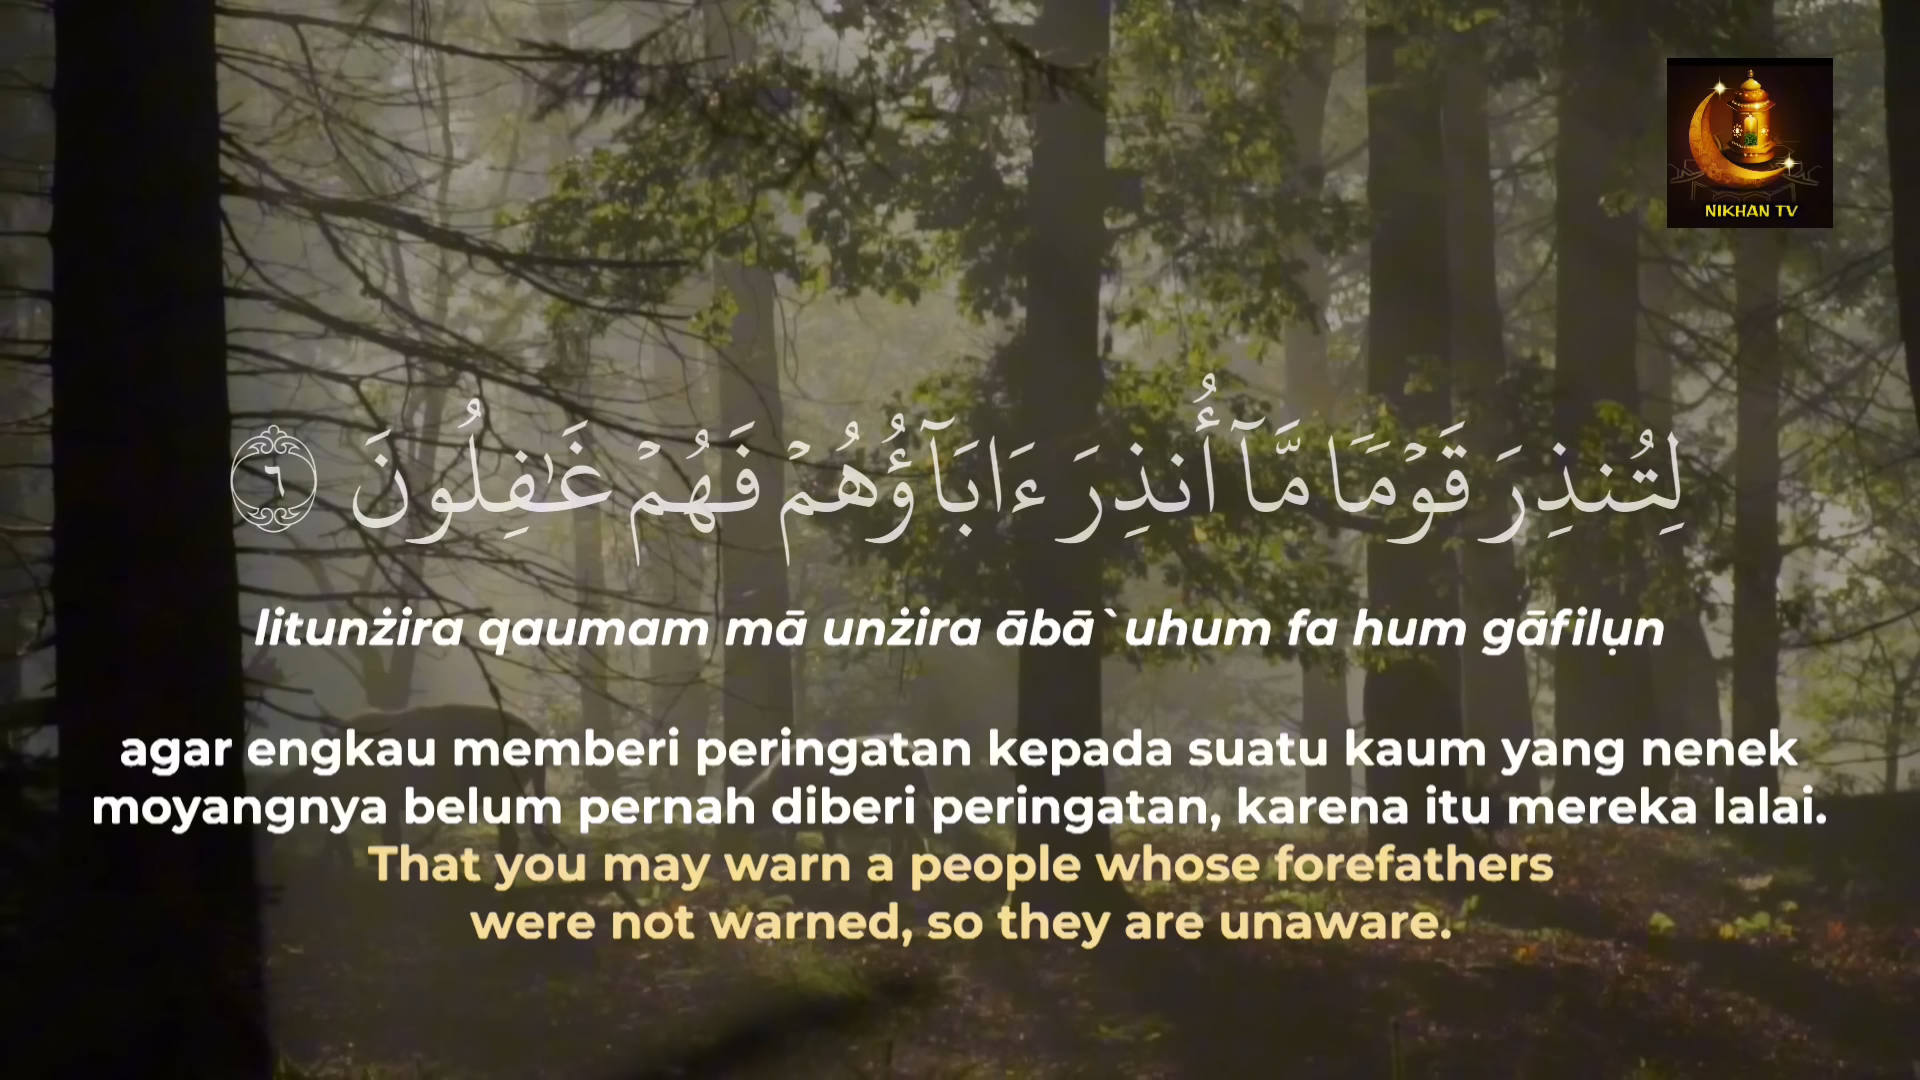 NIKHAN TV
لِتُنذِرَ قَوْمًا مَّآ أُنذِرَ ءَابَآؤُهُمْ فَهُمْ غَٰفِلُونَ ٦
litunżira qaumam mā unżira ābā`uhum fa hum gāfilụn
agar engkau memberi peringatan kepada suatu kaum yang nenek
moyangnya belum pernah diberi peringatan, karena itu mereka lalai.
That you may warn a people whose forefathers
were not warned, so they are unaware.